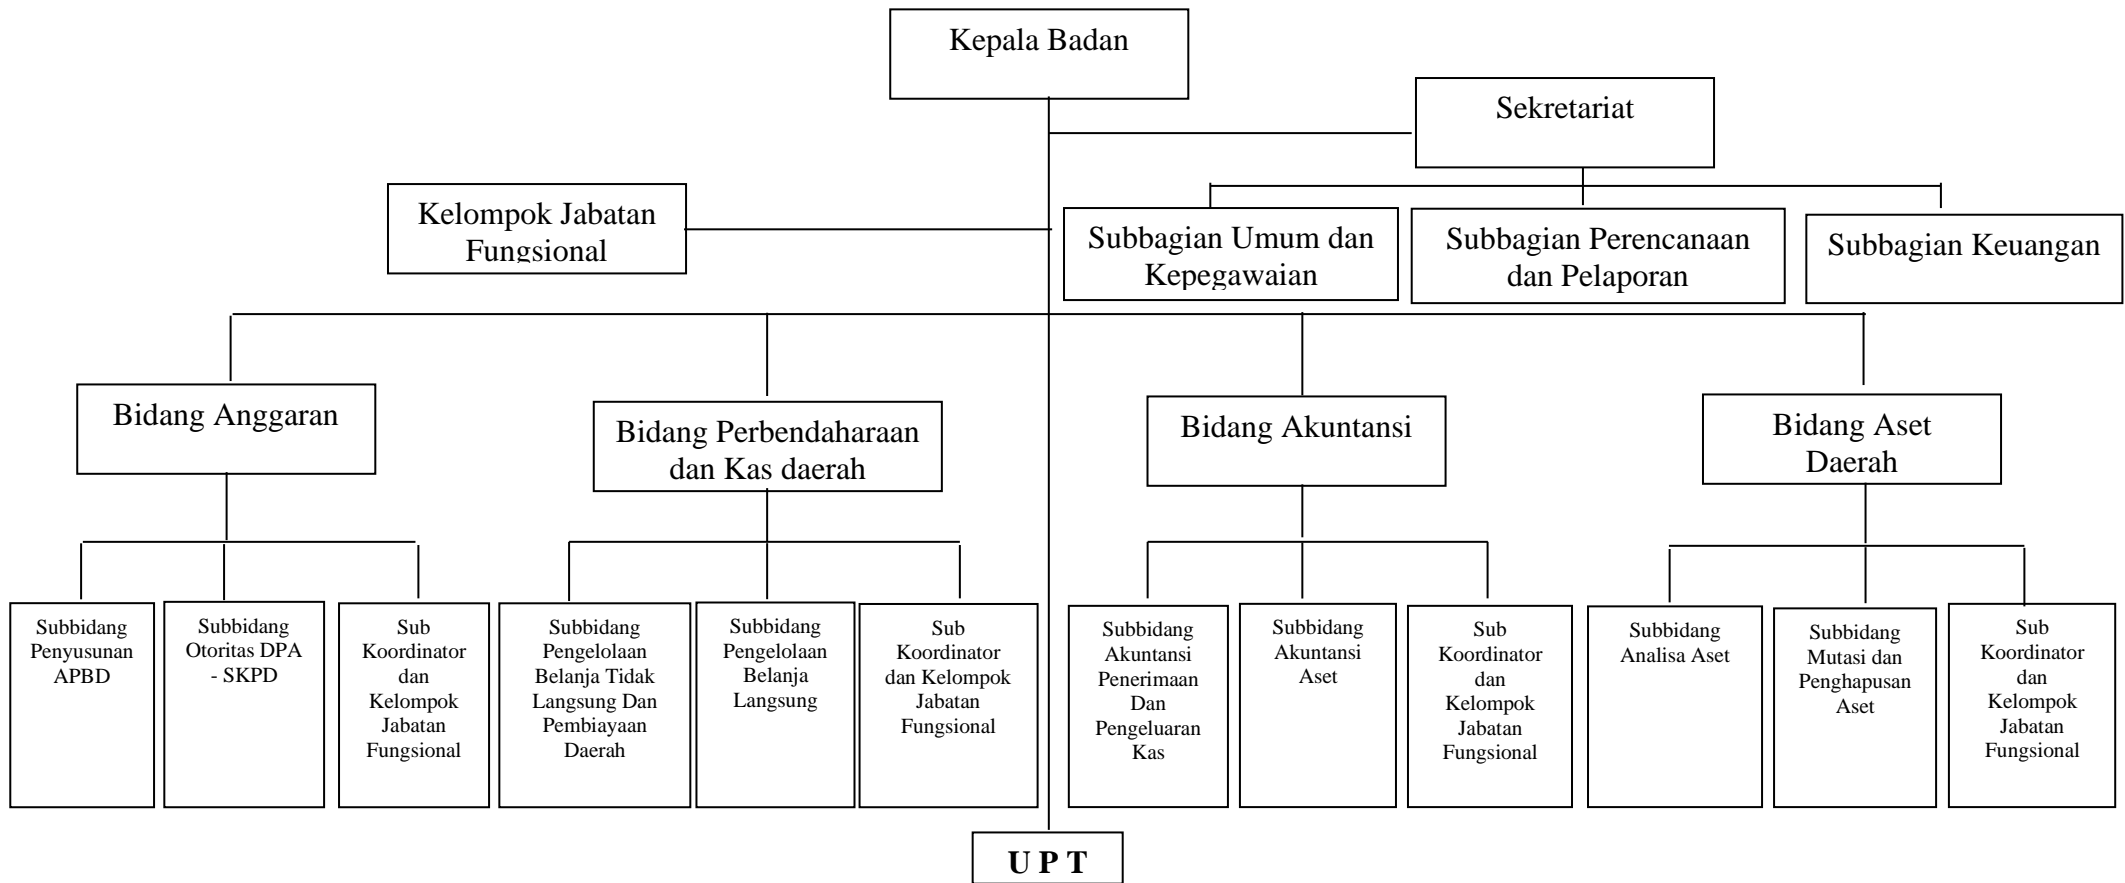 Kepala Badan
Sekretariat
Kelompok Jabatan
Fungsional
Subbagian Umum dan
Kepegawaian
Subbagian Perencanaan
dan Pelaporan
Subbagian Keuangan
Bidang Anggaran
Bidang Perbendaharaan
dan Kas daerah
Bidang Akuntansi
Bidang Aset
Daerah
Subbidang
Penyusunan
APBD
Subbidang
Otoritas DPA
- SKPD
Sub
Koordinator
dan
Kelompok
Jabatan
Fungsional
Subbidang
Pengelolaan
Belanja Tidak
Langsung Dan
Pembiayaan
Daerah
Subbidang
Pengelolaan
Belanja
Langsung
Sub
Koordinator
dan Kelompok
Jabatan
Fungsional
Subbidang
Akuntansi
Penerimaan
Dan
Pengeluaran
Kas
Subbidang
Akuntansi
Aset
Sub
Koordinator
dan
Kelompok
Jabatan
Fungsional
Subbidang
Analisa Aset
Subbidang
Mutasi dan
Penghapusan
Aset
Sub
Koordinator
dan
Kelompok
Jabatan
Fungsional
U P T